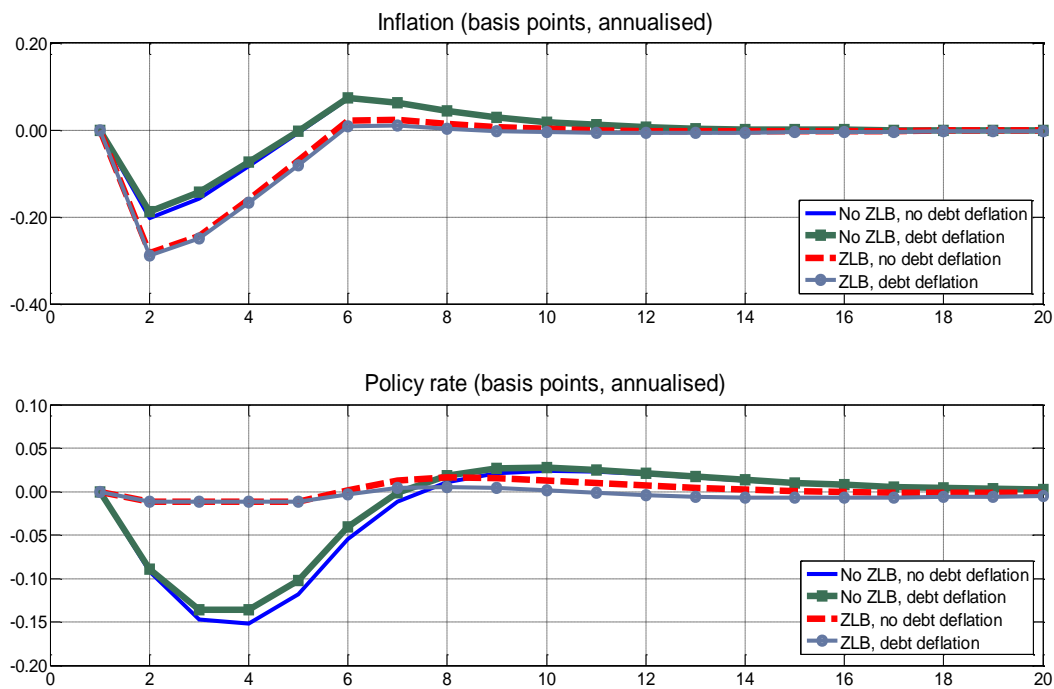 Inflation (basis points, annualised)
0.20
0.00
-0.20
-0.40
No ZLB, no debt deflation
No ZLB, debt deflation
ZLB, no debt deflation
ZLB, debt deflation
0 2 4 6 8 10 12 14 16 18 20
Policy rate (basis points, annualised)
0.10
0.05
0.00
-0.05
-0.10
-0.15
-0.20
No ZLB, no debt deflation
No ZLB, debt deflation
ZLB, no debt deflation
ZLB, debt deflation
0 2 4 6 8 10 12 14 16 18 20